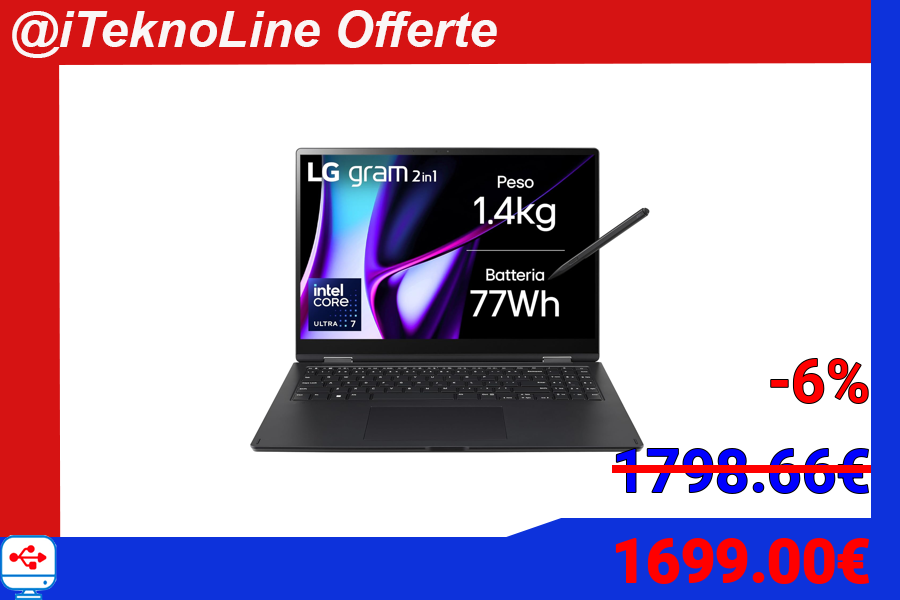 @iTeknoLine Offerte
LG gram 2in1
Peso
1.4kg
Batteria
77Wh
intel
CORE
ULTRA 7
-6%
1798.66€
1699.00€